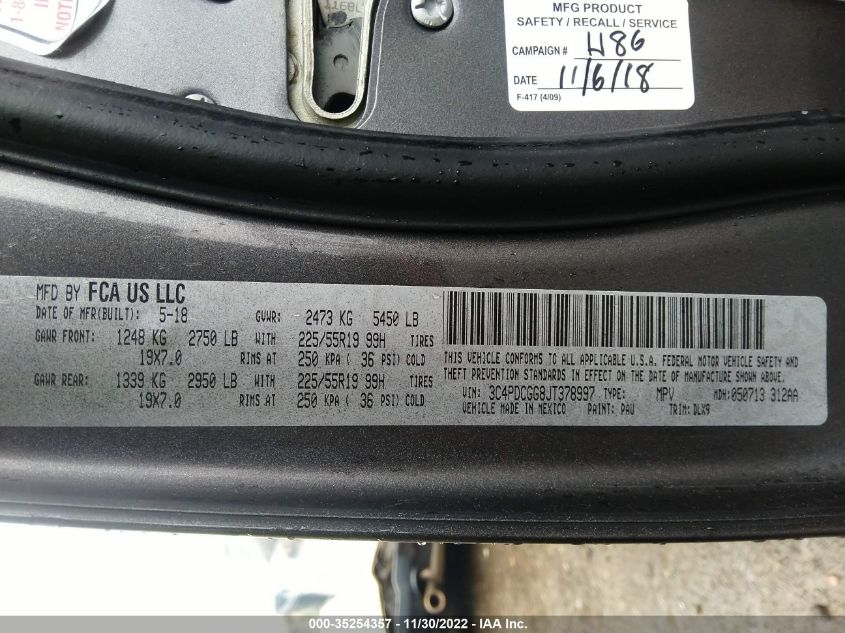 1-8
NOT
1168L
MFG PRODUCT
SAFETY / RECALL / SERVICE
CAMPAIGN # U86
DATE 11/6/18
F-417 (4/09)
MFD BY FCA US LLC
DATE OF MFR(BUILT): 5-18 GVWR: 2473 KG 5450 LB
GAWR FRONT: 1248 KG 2750 LB WITH 225/55R19 99H TIRES
19X7.0 RIMS AT 250 KPA ( 36 PSI) COLD
GAWR REAR: 1339 KG 2950 LB WITH 225/55R19 99H TIRES
19X7.0 RIMS AT 250 KPA ( 36 PSI) COLD
THIS VEHICLE CONFORMS TO ALL APPLICABLE U.S.A. FEDERAL MOTOR VEHICLE SAFETY AND
THEFT PREVENTION STANDARDS IN EFFECT ON THE DATE OF MANUFACTURE SHOWN ABOVE.
VIN: 3C4PDCGG8JT378997 TYPE: MPV MDH: 050713 312AA
VEHICLE MADE IN MEXICO PAINT: PAU TRIM: DLX9
000-35254357 - 11/30/2022 - IAA Inc.